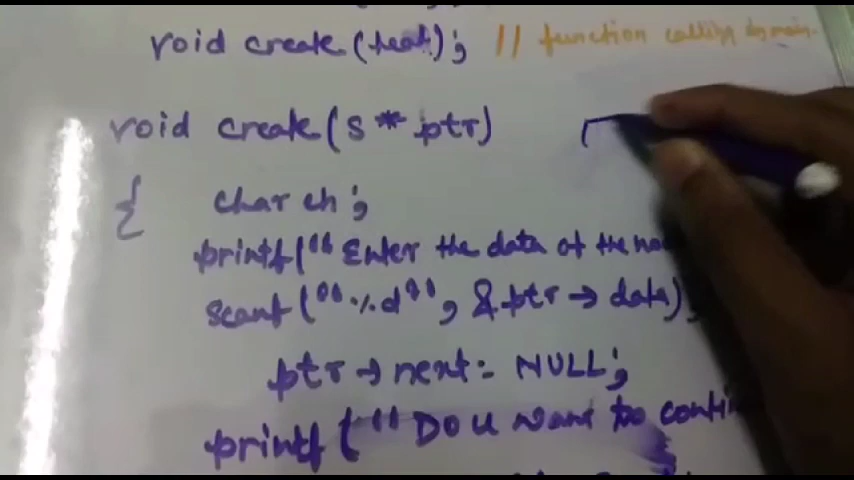 void create(head); // function calling
void create(s* ptr)
{ char ch;
printf("Enter the data of the
scanf("%d", &ptr→data);
ptr→next= NULL;
printf("Do u want to conti